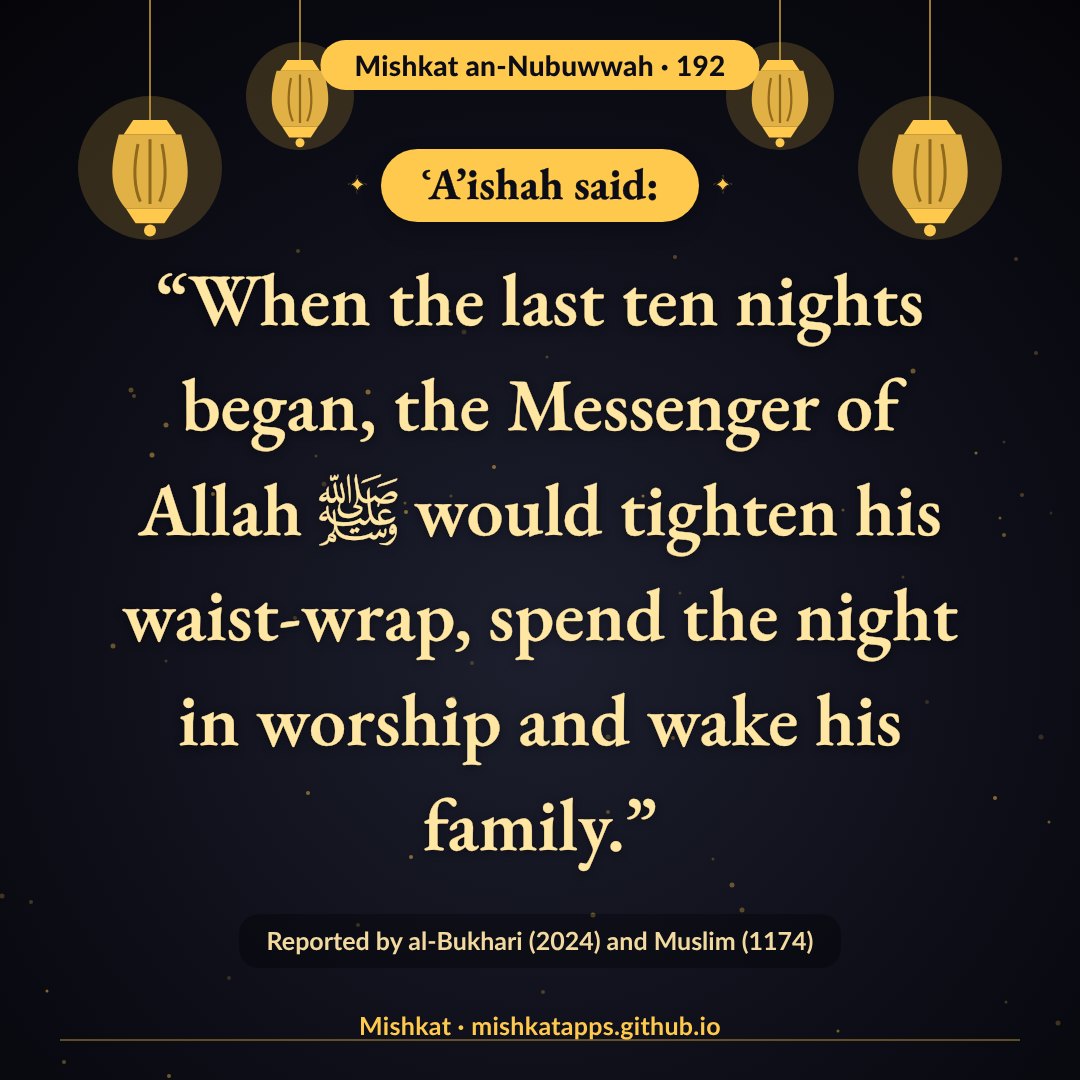 Mishkat an-Nubuwwah · 192
‘A’ishah said:
“When the last ten nights
began, the Messenger of
Allah ﷺ would tighten his
waist-wrap, spend the night
in worship and wake his
family.”
Reported by al-Bukhari (2024) and Muslim (1174)
Mishkat · mishkatapps.github.io